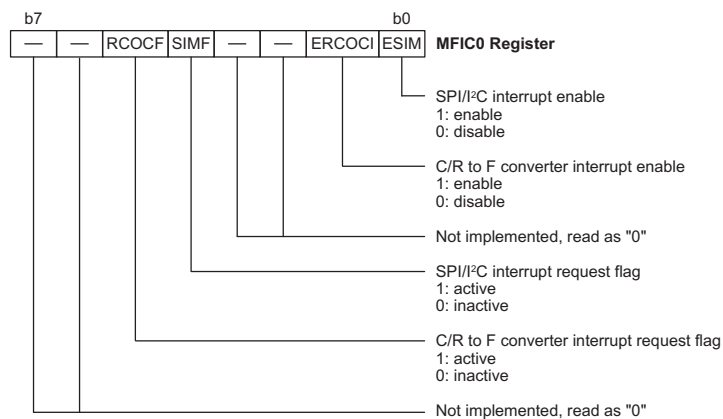 b7 b0
— — RCOCF SIMF — — ERCOCI ESIM MFIC0 Register
SPI/I²C interrupt enable
1: enable
0: disable
C/R to F converter interrupt enable
1: enable
0: disable
Not implemented, read as "0"
SPI/I²C interrupt request flag
1: active
0: inactive
C/R to F converter interrupt request flag
1: active
0: inactive
Not implemented, read as "0"